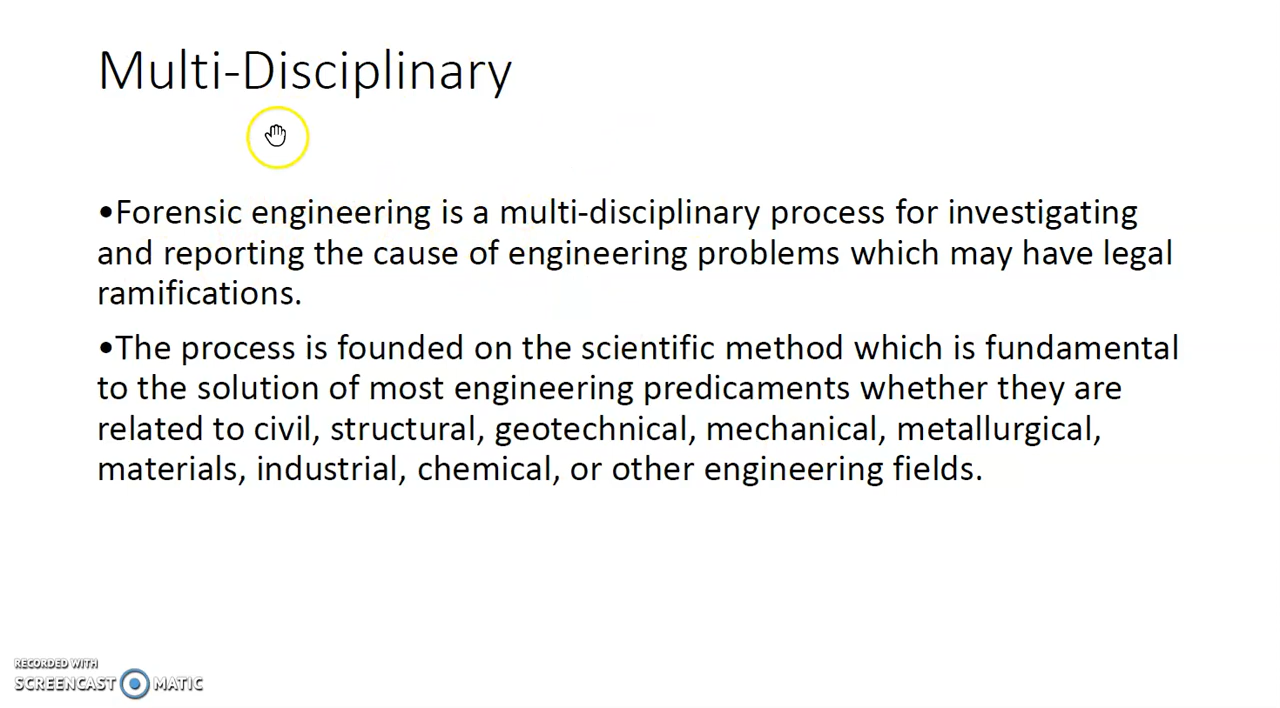 Multi-Disciplinary
•Forensic engineering is a multi-disciplinary process for investigating
and reporting the cause of engineering problems which may have legal
ramifications.
•The process is founded on the scientific method which is fundamental
to the solution of most engineering predicaments whether they are
related to civil, structural, geotechnical, mechanical, metallurgical,
materials, industrial, chemical, or other engineering fields.
RECORDED WITH
SCREENCAST MATIC